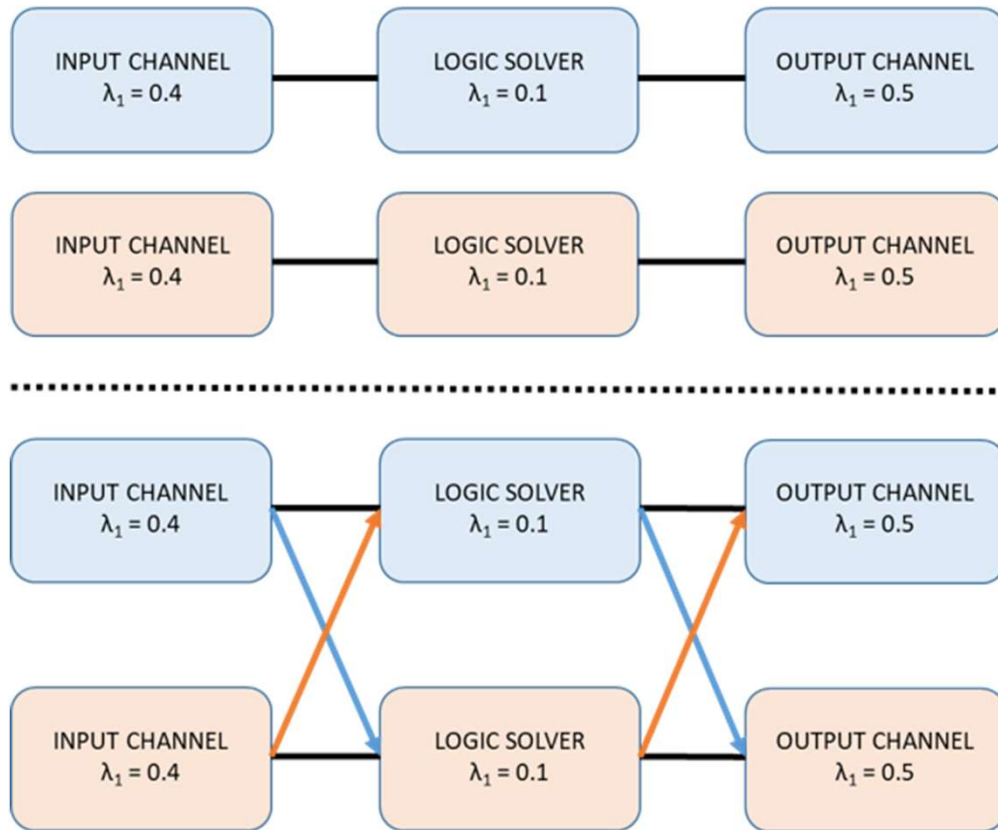 INPUT CHANNEL
λ₁ = 0.4
LOGIC SOLVER
λ₁ = 0.1
OUTPUT CHANNEL
λ₁ = 0.5
INPUT CHANNEL
λ₁ = 0.4
LOGIC SOLVER
λ₁ = 0.1
OUTPUT CHANNEL
λ₁ = 0.5
INPUT CHANNEL
λ₁ = 0.4
LOGIC SOLVER
λ₁ = 0.1
OUTPUT CHANNEL
λ₁ = 0.5
INPUT CHANNEL
λ₁ = 0.4
LOGIC SOLVER
λ₁ = 0.1
OUTPUT CHANNEL
λ₁ = 0.5